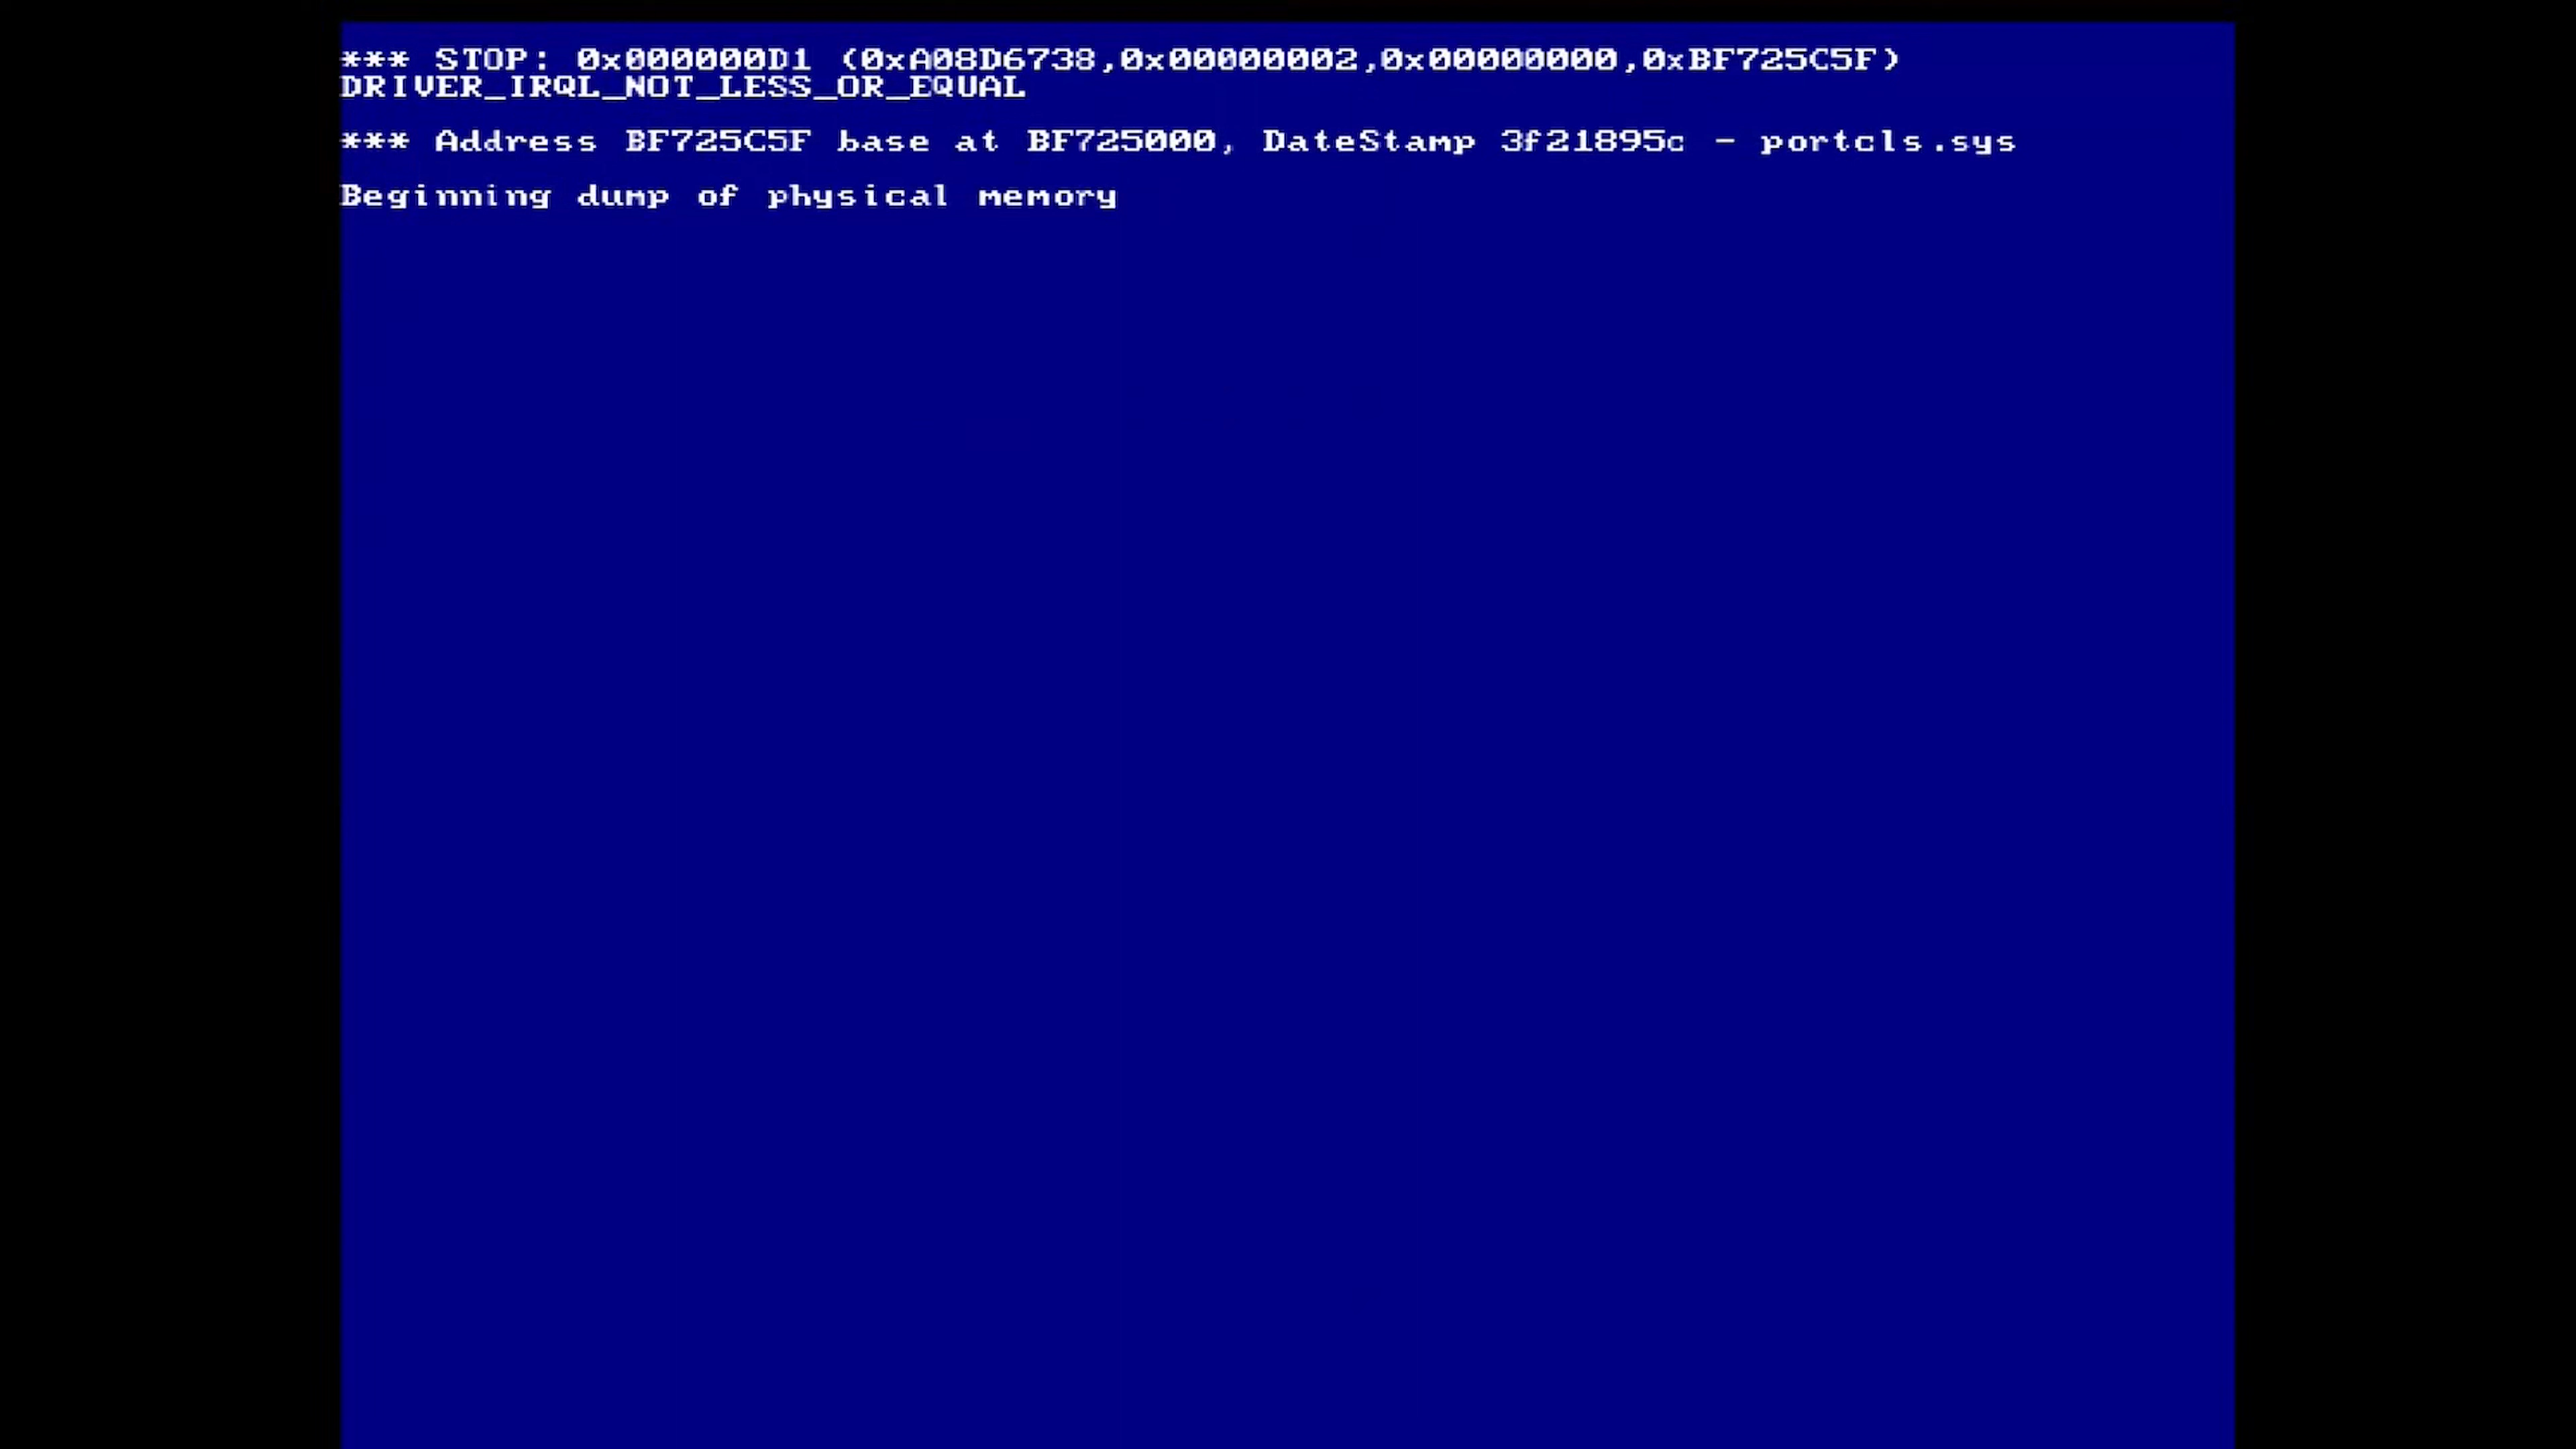 *** STOP: 0x000000D1 (0xA08D6738,0x00000002,0x00000000,0xBF725C5F)
DRIVER_IRQL_NOT_LESS_OR_EQUAL
*** Address BF725C5F base at BF725000, DateStamp 3f21895c - portcls.sys
Beginning dump of physical memory